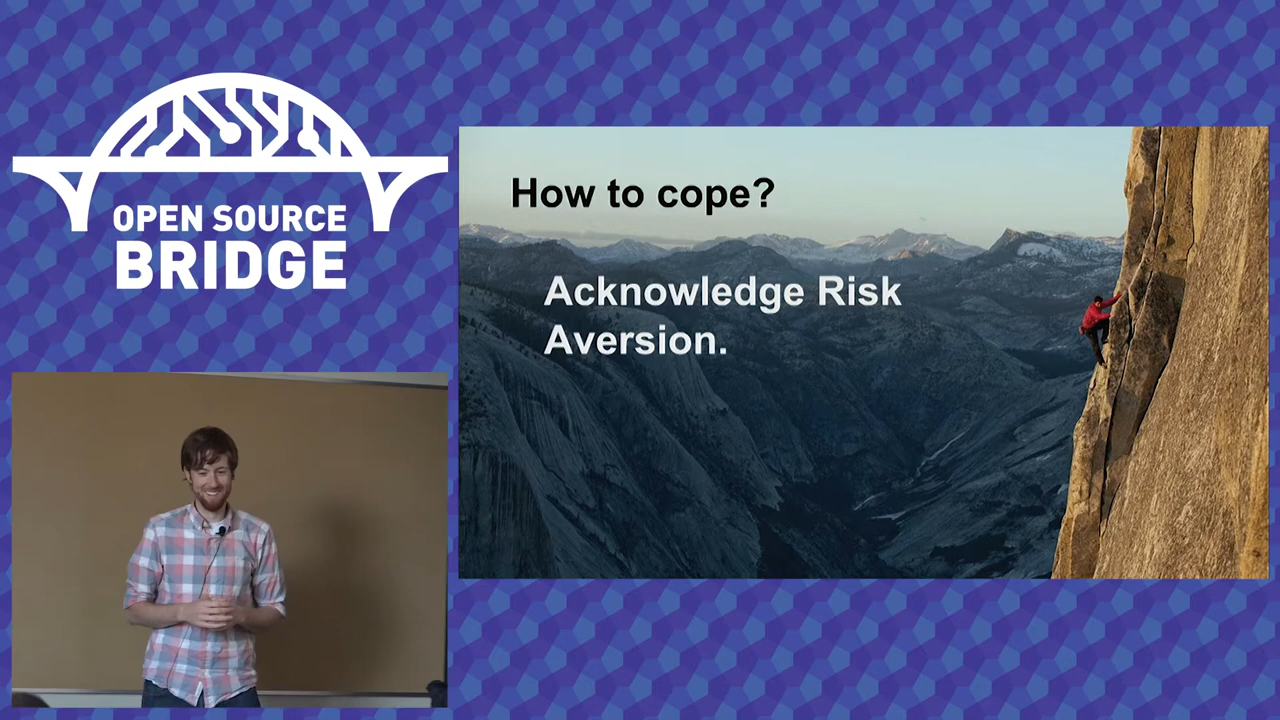 OPEN SOURCE
BRIDGE
How to cope?
Acknowledge Risk
Aversion.